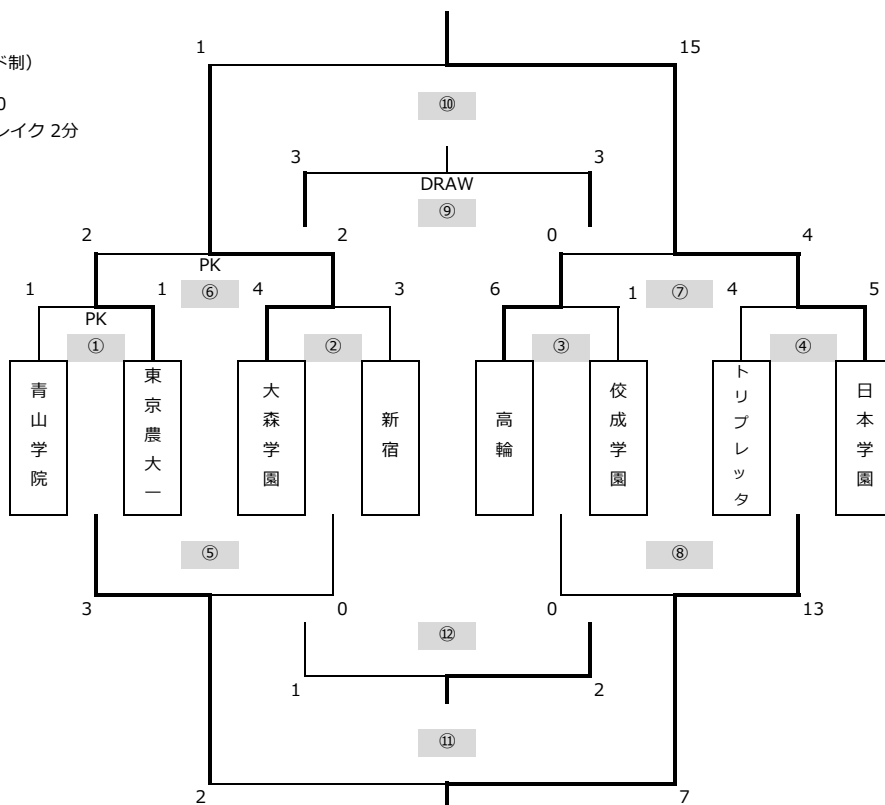 1 15
ド制）
⑩
0
レイク 2分
3 3
DRAW
⑨
2 2 0 4
PK
⑥ ⑦
1 1 4 3 6 1 4 5
PK
① ② ③ ④
青山学院
東京農大一
大森学園
新宿
高輪
佼成学園
トリプレッタ
日本学園
⑤ ⑧
3 0 0 13
⑫
1 2
⑪
2 7